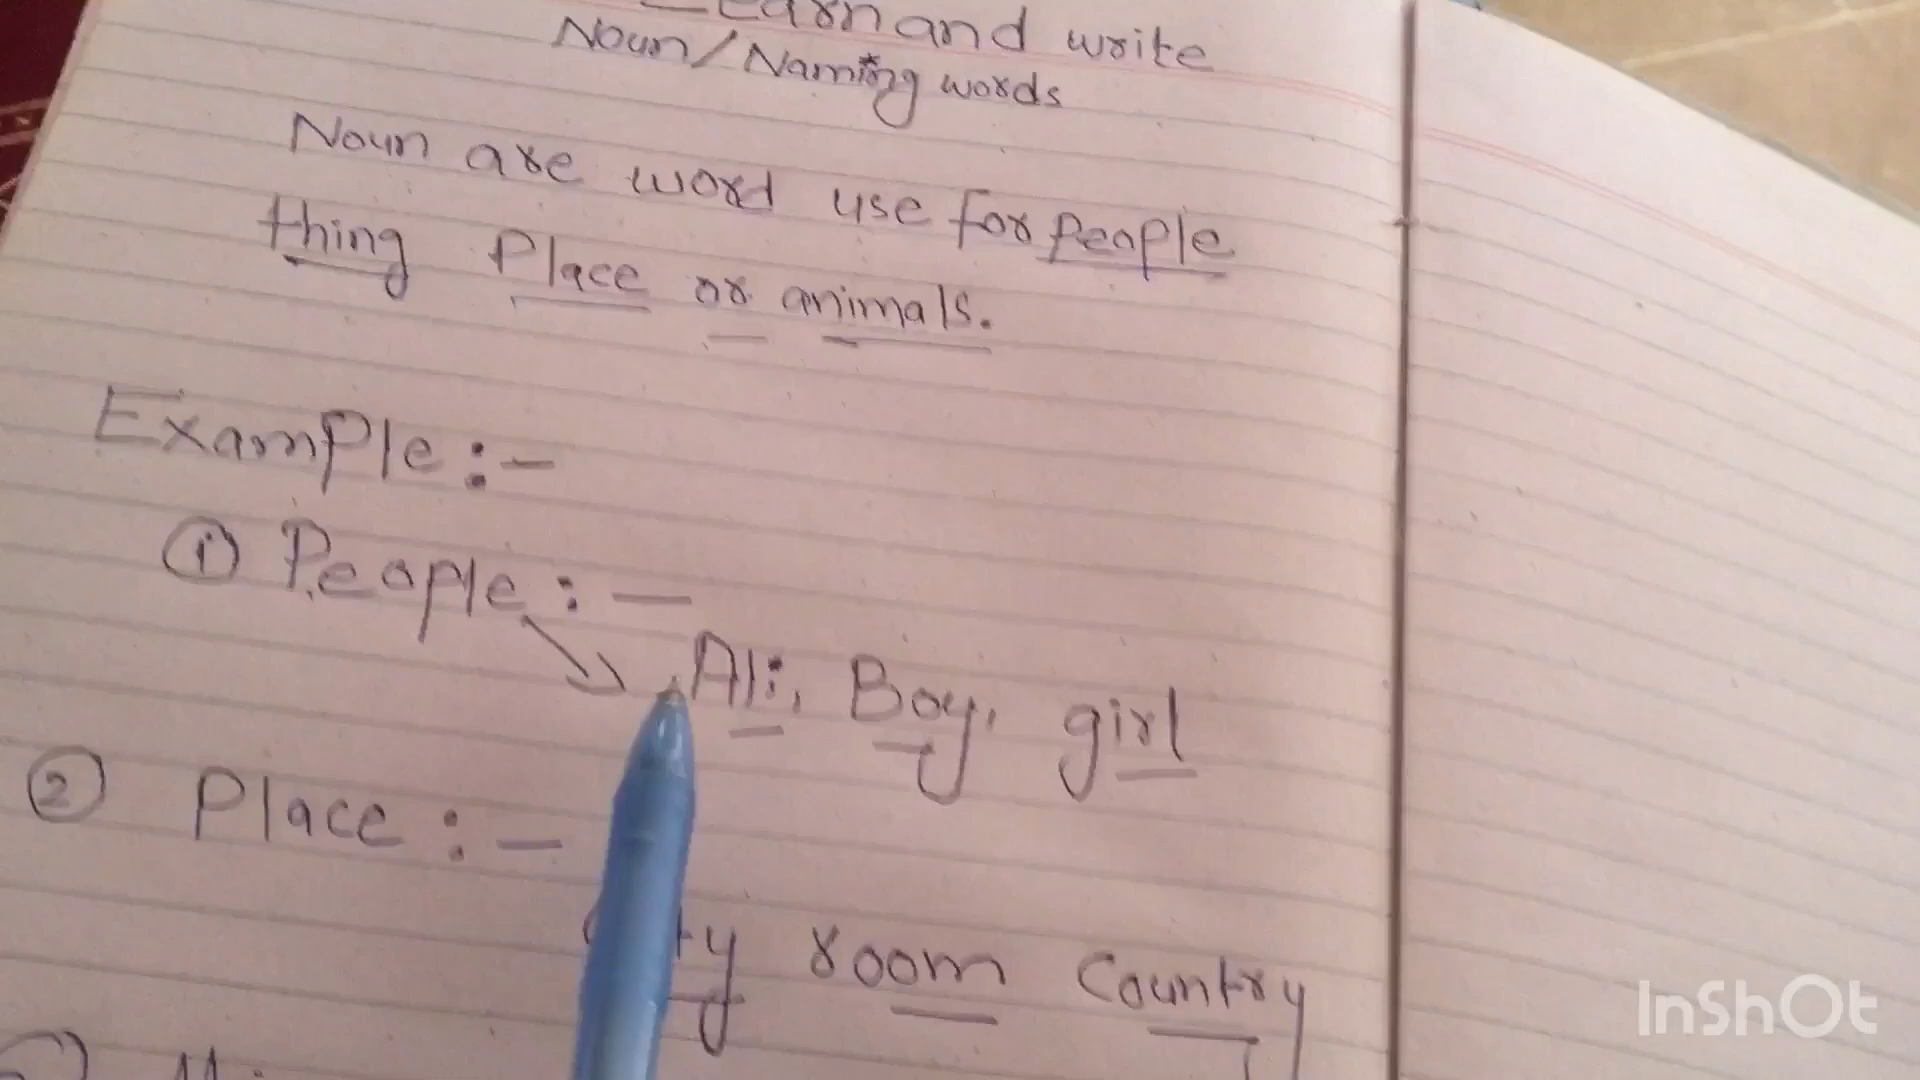 Learn and write
Noun/Naming words
Noun are word use for People
thing Place or animals.
Example :-
① People : —
Ali, Boy, girl
② Place : —
room Country
InShOt